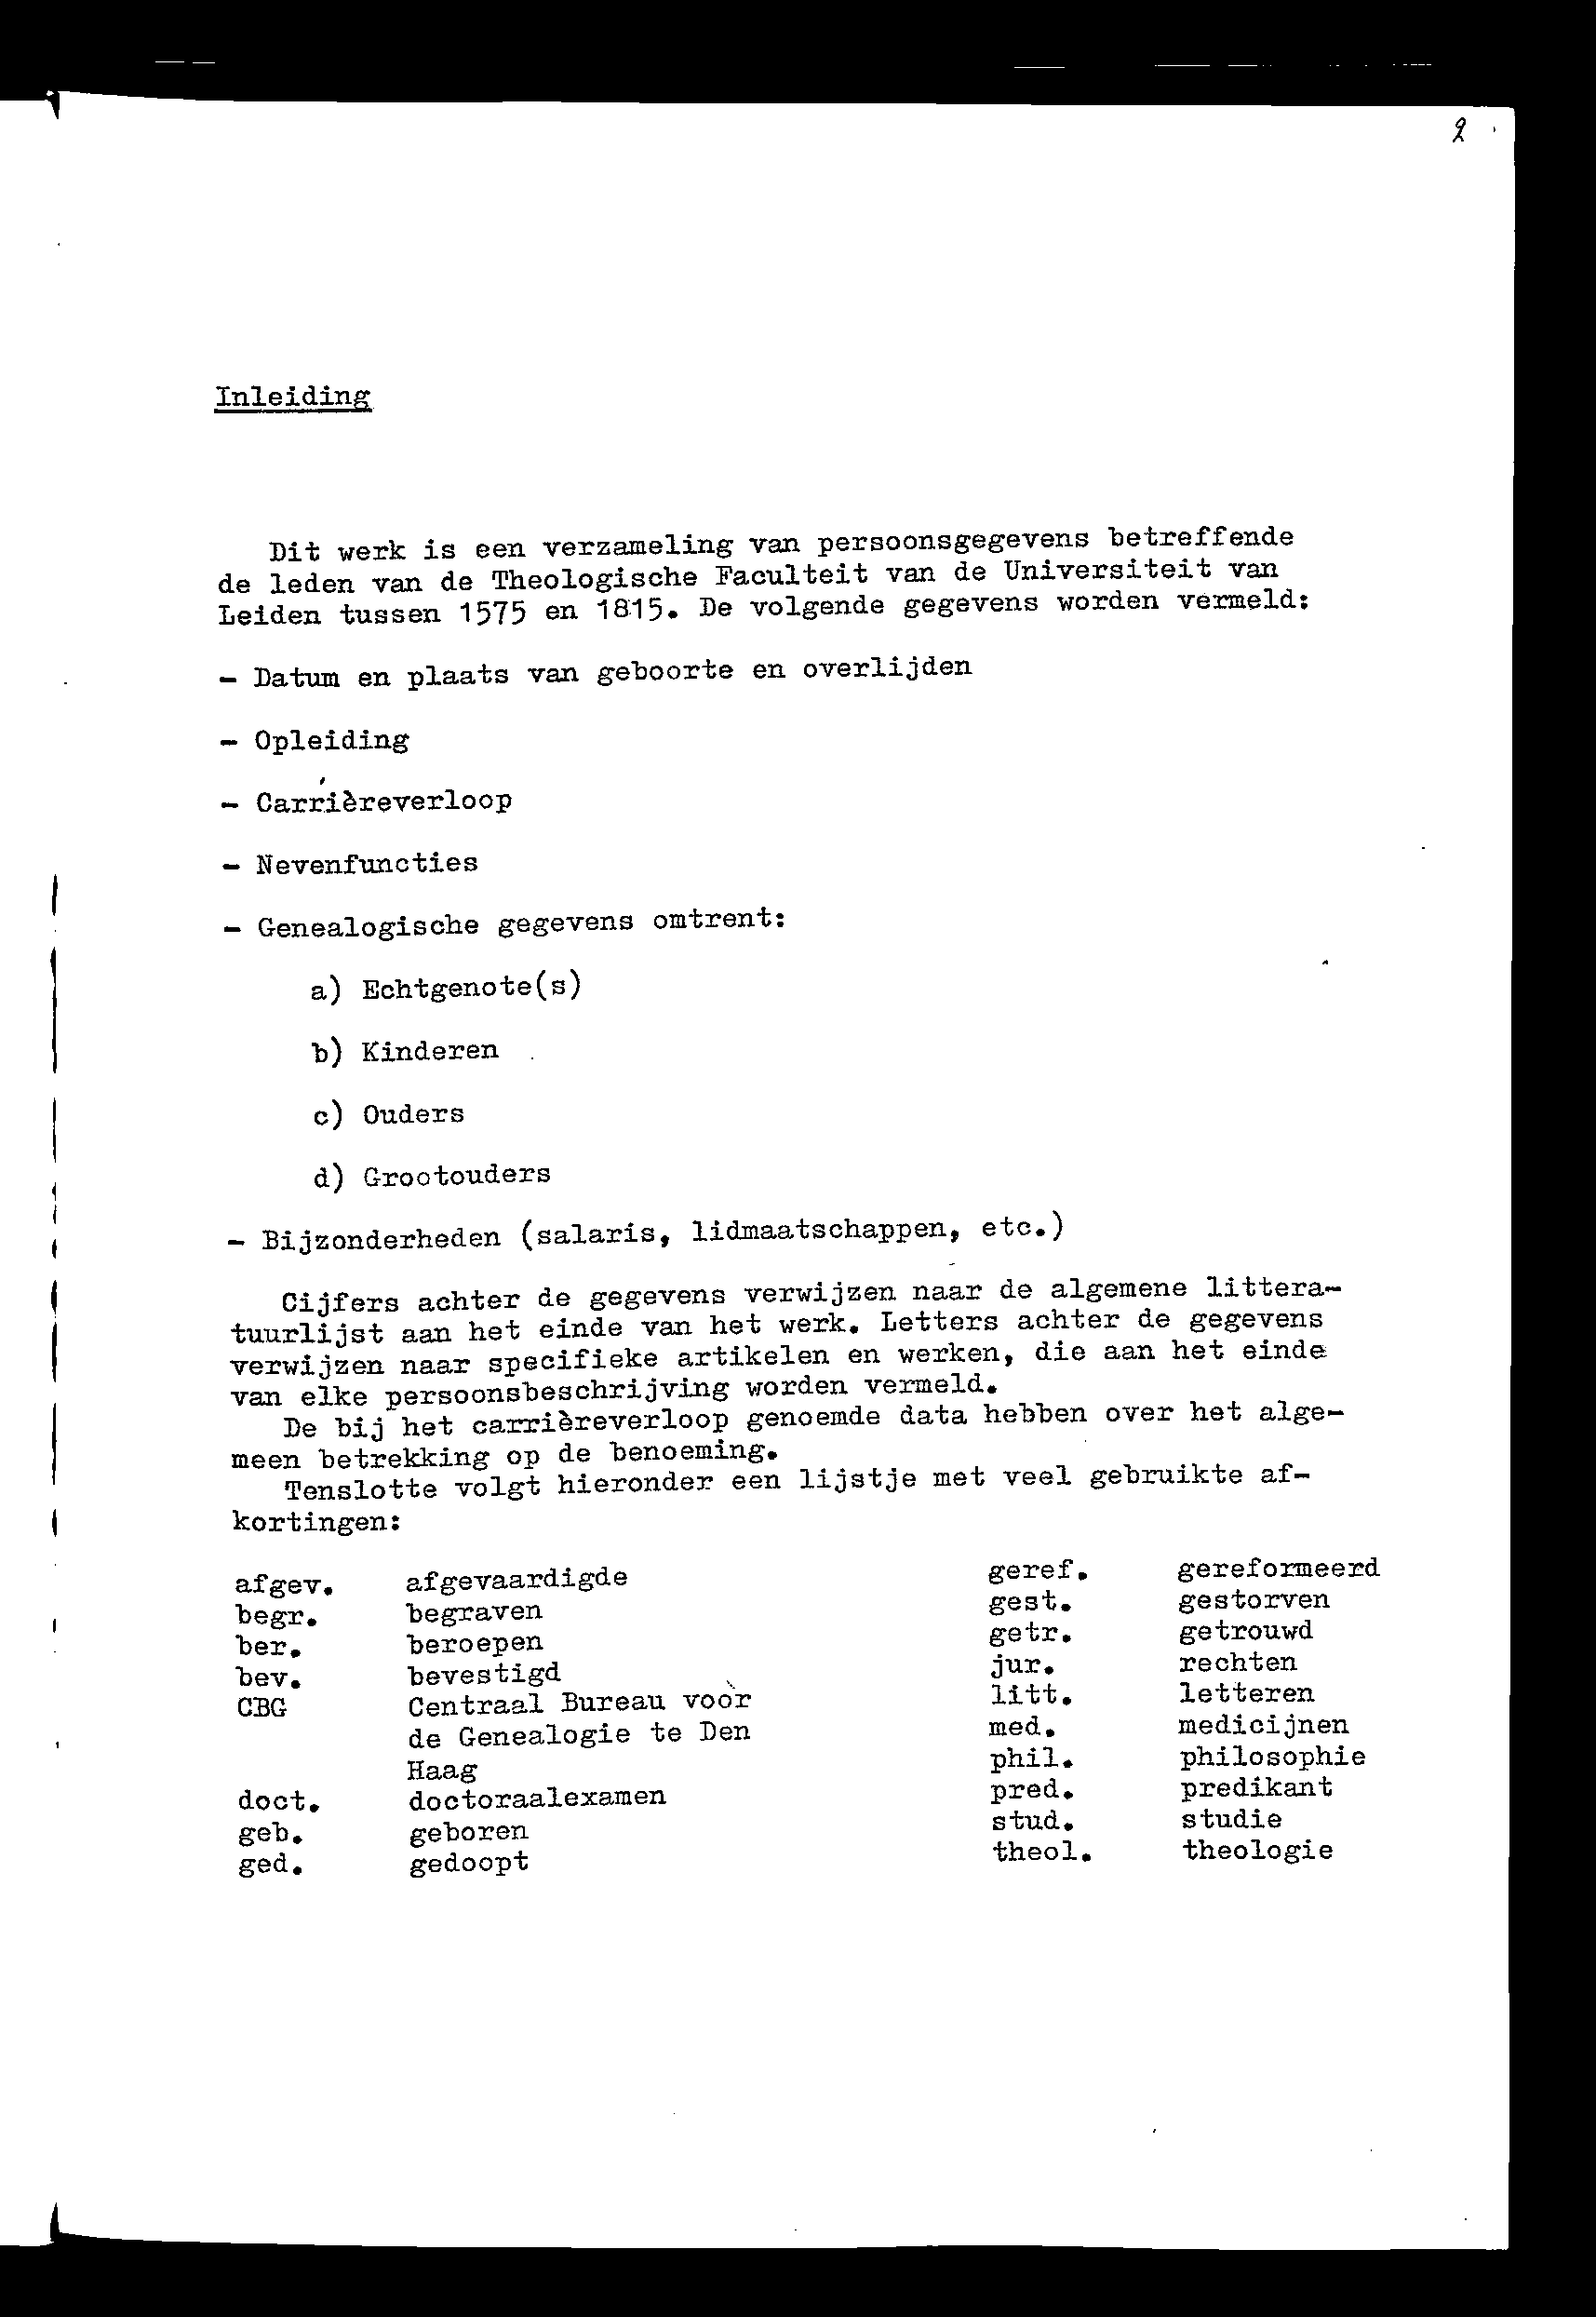 2
Inleiding
Dit werk is een verzameling van persoonsgegevens betreffende
de leden van de Theologische Faculteit van de Universiteit van
Leiden tussen 1575 en 1815. De volgende gegevens worden vermeld:
- Datum en plaats van geboorte en overlijden
- Opleiding
- Carrièreverloop
- Nevenfuncties
- Genealogische gegevens omtrent:
a) Echtgenote(s)
b) Kinderen
c) Ouders
d) Grootouders
- Bijzonderheden (salaris, lidmaatschappen, etc.)
Cijfers achter de gegevens verwijzen naar de algemene littera-
tuurlijst aan het einde van het werk. Letters achter de gegevens
verwijzen naar specifieke artikelen en werken, die aan het einde
van elke persoonsbeschrijving worden vermeld.
De bij het carrièreverloop genoemde data hebben over het alge-
meen betrekking op de benoeming.
Tenslotte volgt hieronder een lijstje met veel gebruikte af-
kortingen:
afgev. afgevaardigde
begr. begraven
ber. beroepen
bev. bevestigd
CBG Centraal Bureau voor
de Genealogie te Den
Haag
doct. doctoraalexamen
geb. geboren
ged. gedoopt
geref. gereformeerd
gest. gestorven
getr. getrouwd
jur. rechten
litt. letteren
med. medicijnen
phil. philosophie
pred. predikant
stud. studie
theol. theologie